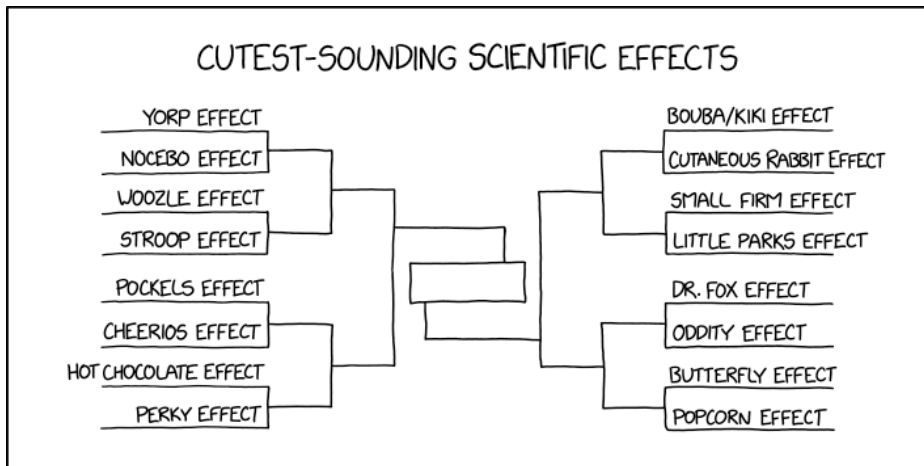 CUTEST-SOUNDING SCIENTIFIC EFFECTS
YORP EFFECT
NOCEBO EFFECT
WOOZLE EFFECT
STROOP EFFECT
POCKELS EFFECT
CHEERIOS EFFECT
HOT CHOCOLATE EFFECT
PERKY EFFECT
BOUBA/KIKI EFFECT
CUTANEOUS RABBIT EFFECT
SMALL FIRM EFFECT
LITTLE PARKS EFFECT
DR. FOX EFFECT
ODDITY EFFECT
BUTTERFLY EFFECT
POPCORN EFFECT